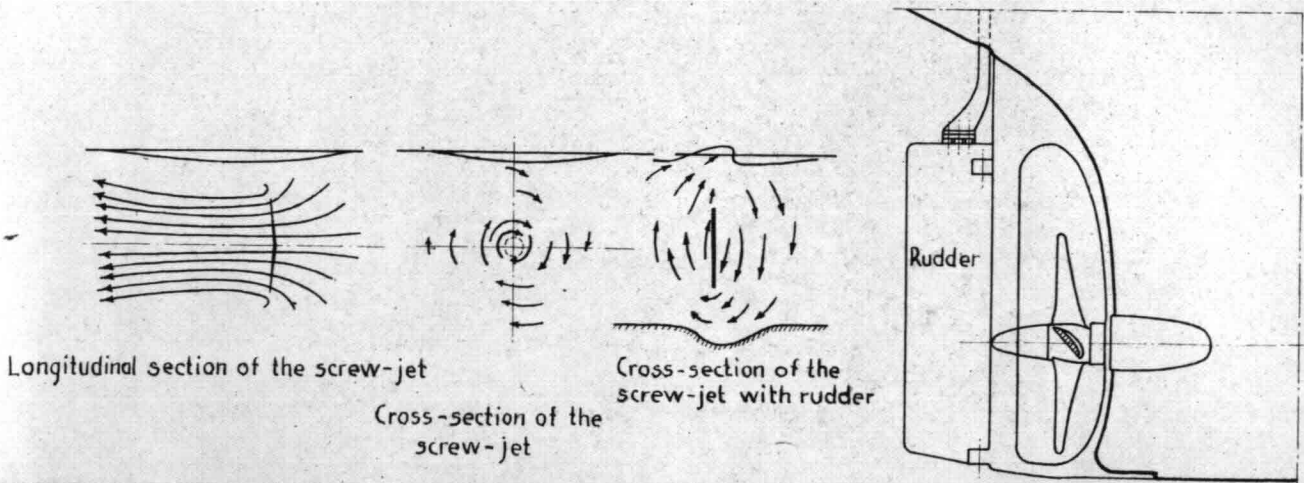 Longitudinal section of the screw-jet
Cross-section of the
screw-jet
Cross-section of the
screw-jet with rudder
Rudder